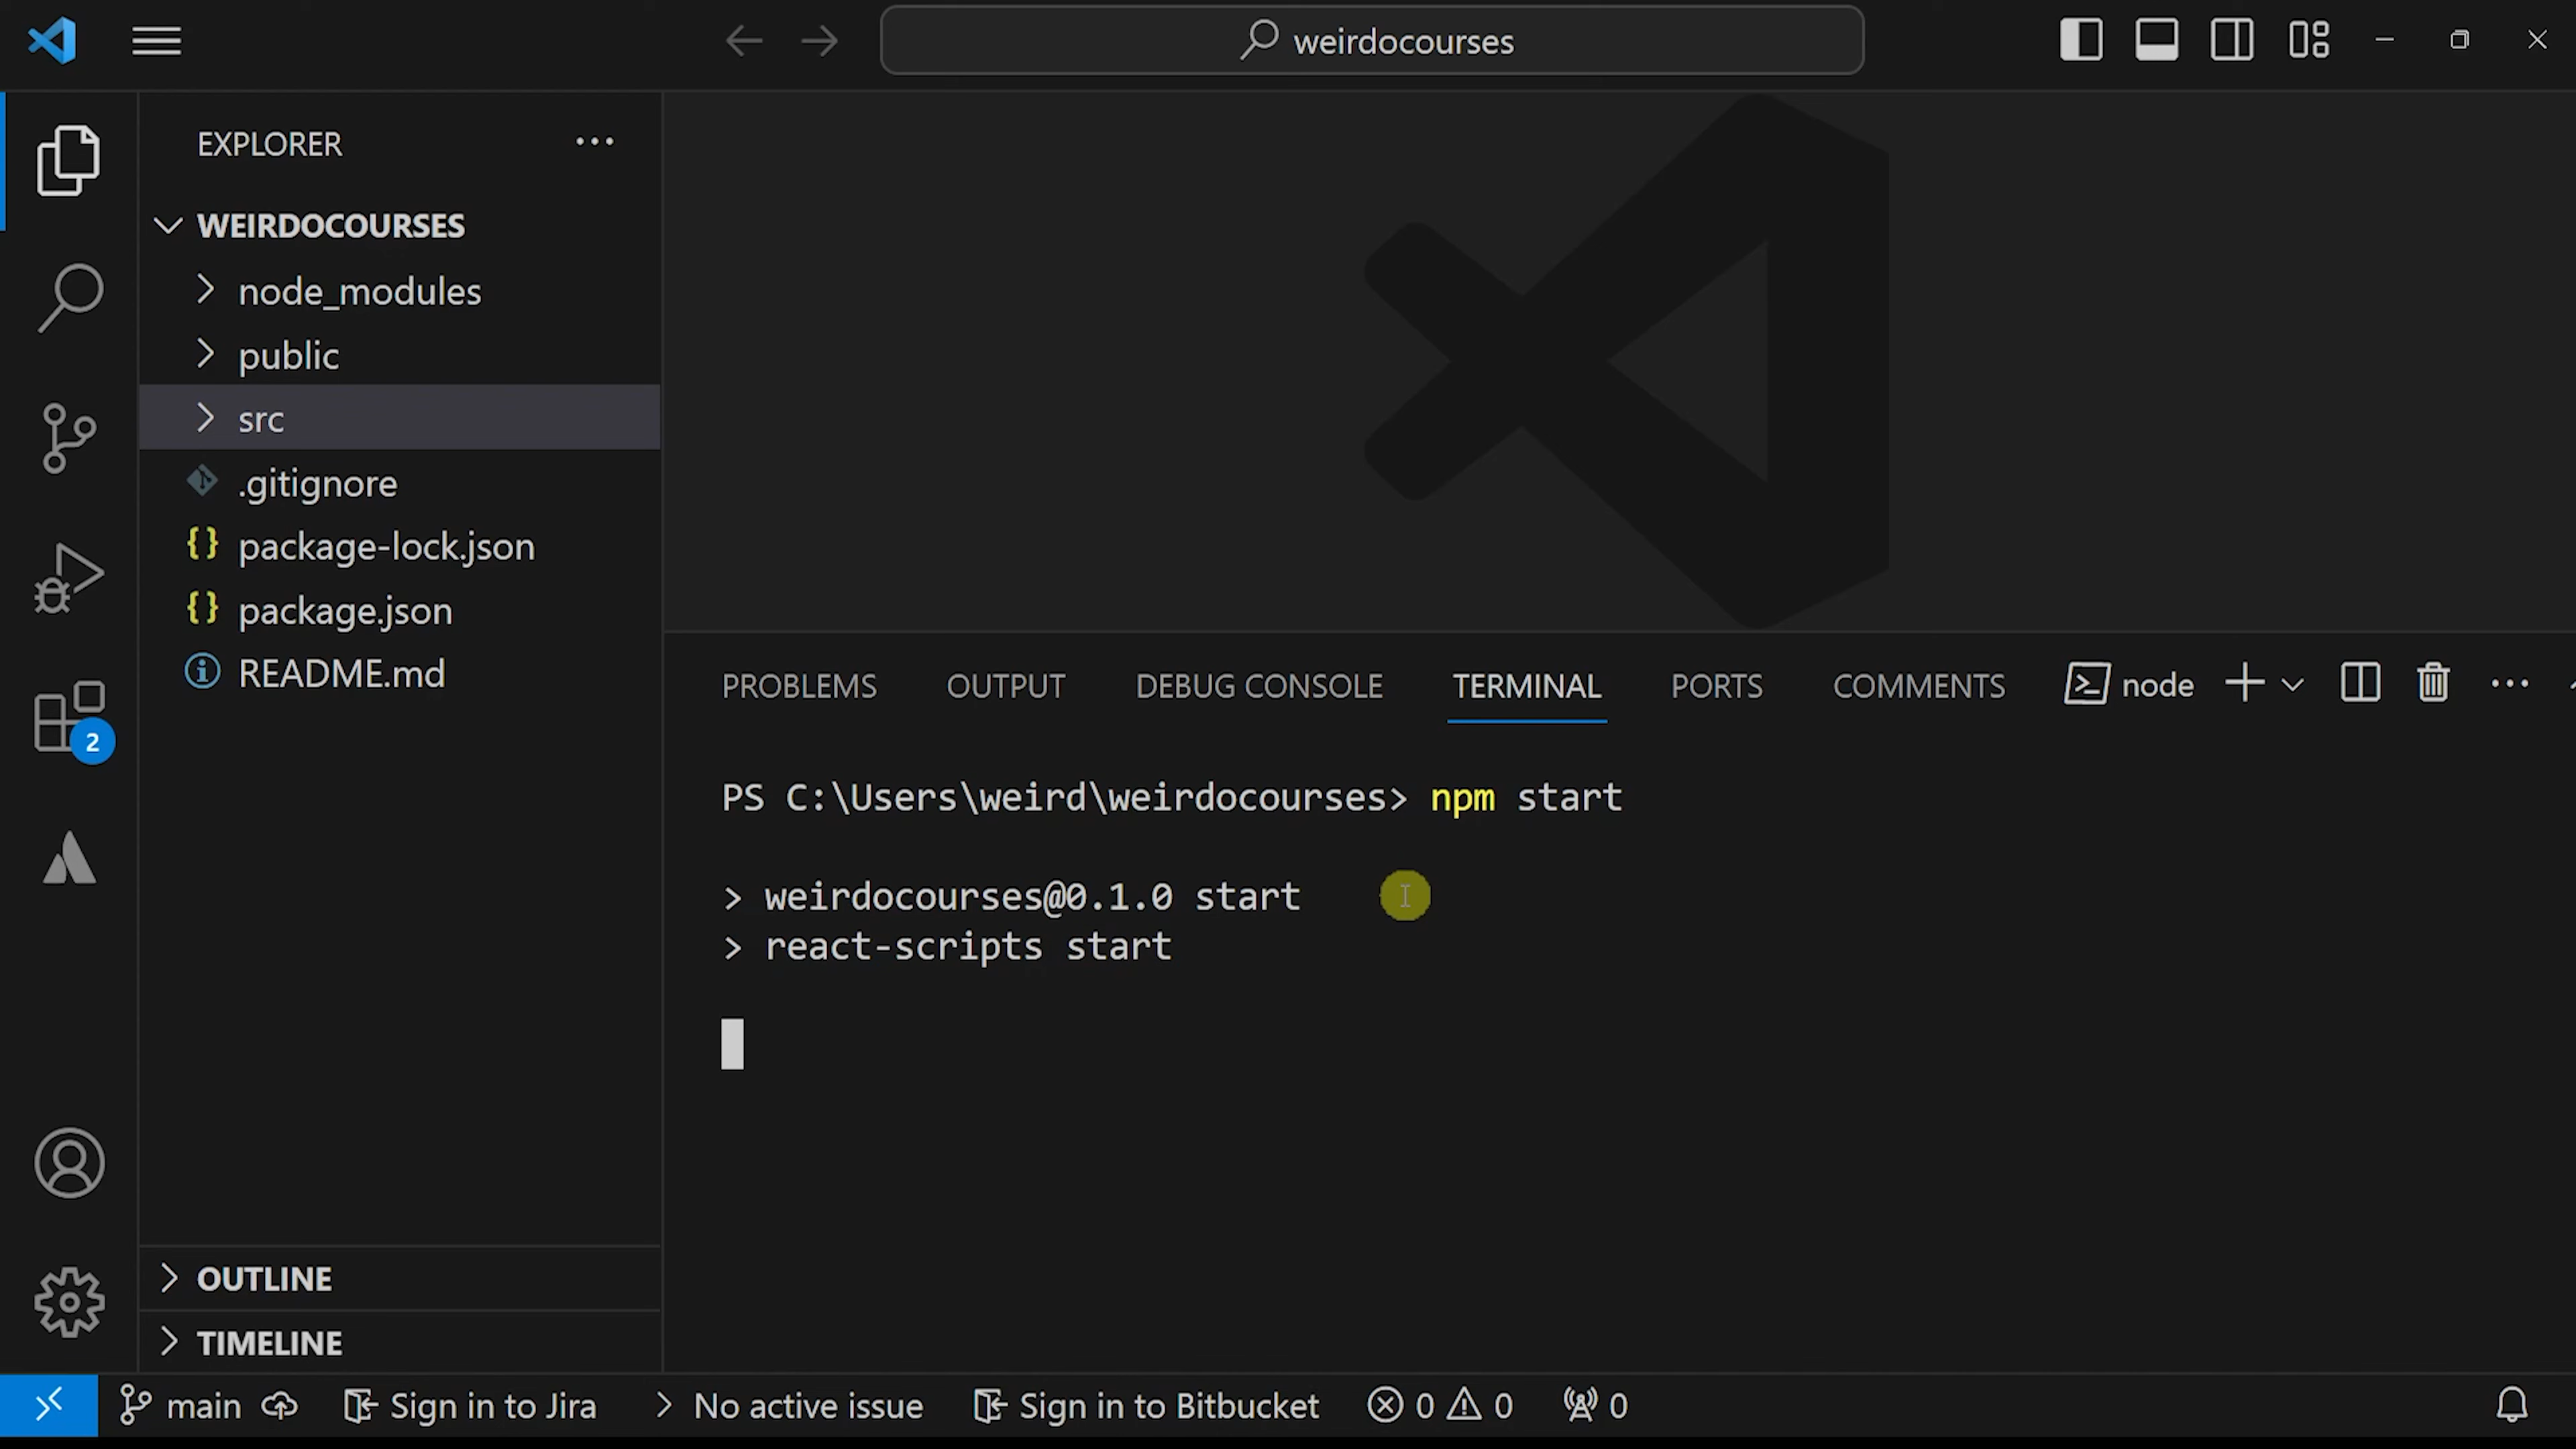 weirdocourses
EXPLORER
WEIRDOCOURSES
node_modules
public
src
.gitignore
package-lock.json
package.json
README.md
2
OUTLINE
TIMELINE
PROBLEMS OUTPUT DEBUG CONSOLE TERMINAL PORTS COMMENTS node
PS C:\Users\weird\weirdocourses> npm start
> weirdocourses@0.1.0 start
> react-scripts start
main Sign in to Jira No active issue Sign in to Bitbucket 0 0 0